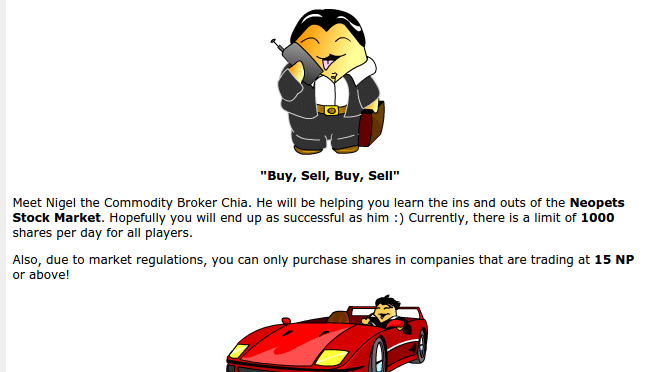 "Buy, Sell, Buy, Sell"
Meet Nigel the Commodity Broker Chia. He will be helping you learn the ins and outs of the Neopets
Stock Market. Hopefully you will end up as successful as him :) Currently, there is a limit of 1000
shares per day for all players.
Also, due to market regulations, you can only purchase shares in companies that are trading at 15 NP
or above!